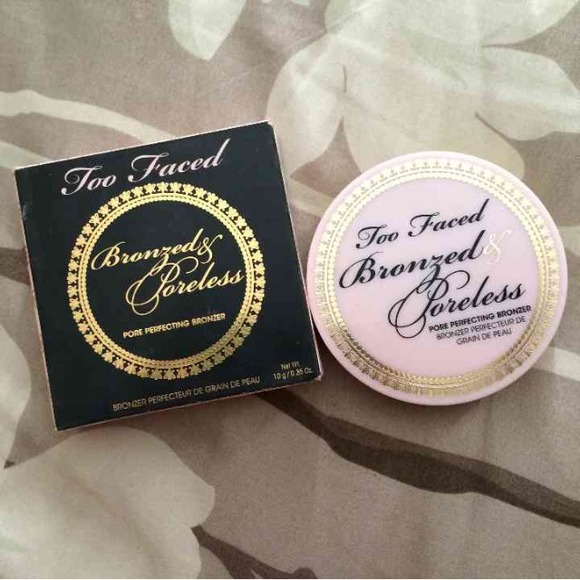 Too Faced
Bronzed &
Poreless
PORE PERFECTING BRONZER
Net Wt.
10 g / 0.35 Oz.
BRONZER PERFECTEUR DE GRAIN DE PEAU
Too Faced
Bronzed &
Poreless
PORE PERFECTING BRONZER
BRONZER PERFECTEUR DE
GRAIN DE PEAU